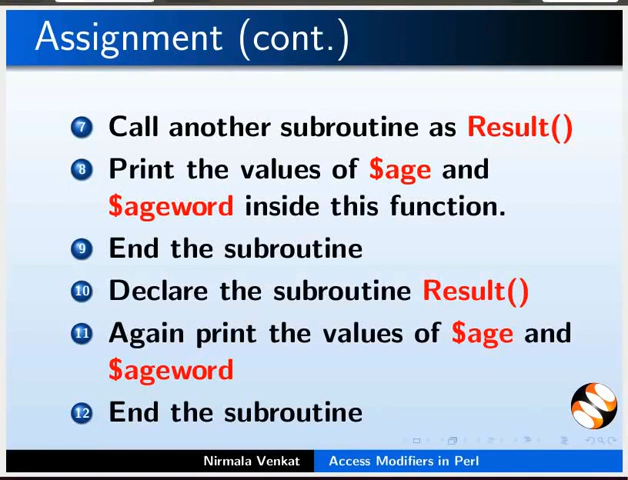 Assignment (cont.)
7 Call another subroutine as Result()
8 Print the values of $age and
$ageword inside this function.
9 End the subroutine
10 Declare the subroutine Result()
11 Again print the values of $age and
$ageword
12 End the subroutine
Nirmala Venkat Access Modifiers in Perl